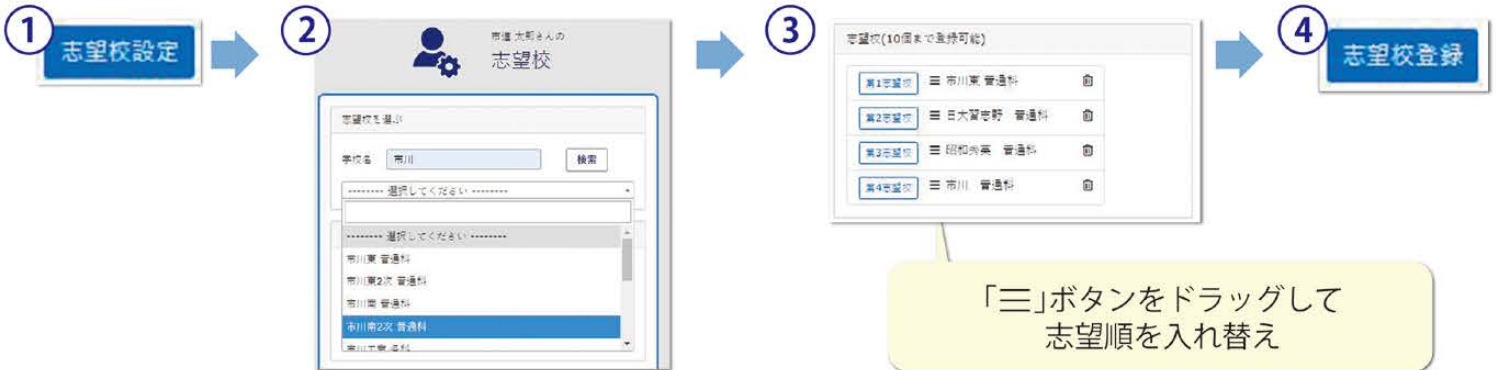 ①
志望校設定
②
市進 太郎さんの
志望校
志望校を選ぶ
学校名 市川 検索
-------- 選択してください --------
-------- 選択してください --------
市川東 普通科
市川東2次 普通科
市川南 普通科
市川南2次 普通科
③
志望校(10個まで登録可能)
第1志望校 ☰ 市川東 普通科
第2志望校 ☰ 日大習志野 普通科
第3志望校 ☰ 昭和秀英 普通科
第4志望校 ☰ 市川 普通科
「☰」ボタンをドラッグして
志望順を入れ替え
④
志望校登録